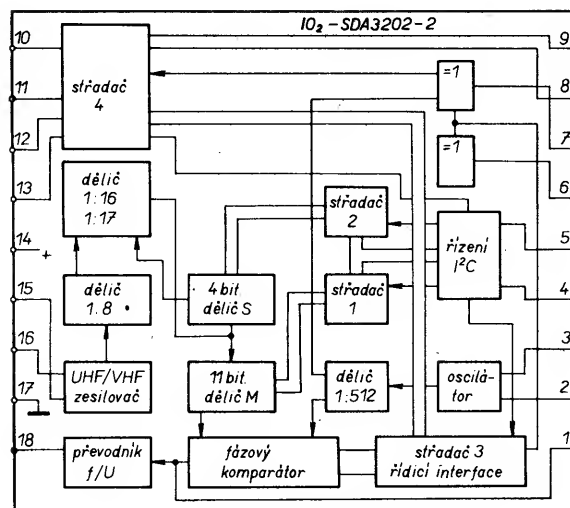 IO₂-SDA3202-2
10
11
12
13
14
15
16
17
18
9
8
7
6
5
4
3
2
1
střadač
4
=1
=1
dělič
1:16
1:17
střadač
2
řízení
I²C
+
dělič
1:8
4 bit.
dělič S
střadač
1
UHF/VHF
zesilovač
11 bit.
dělič M
dělič
1:512
oscilá-
tor
převodník
f/U
fázový
komparátor
střadač 3
řídicí interface